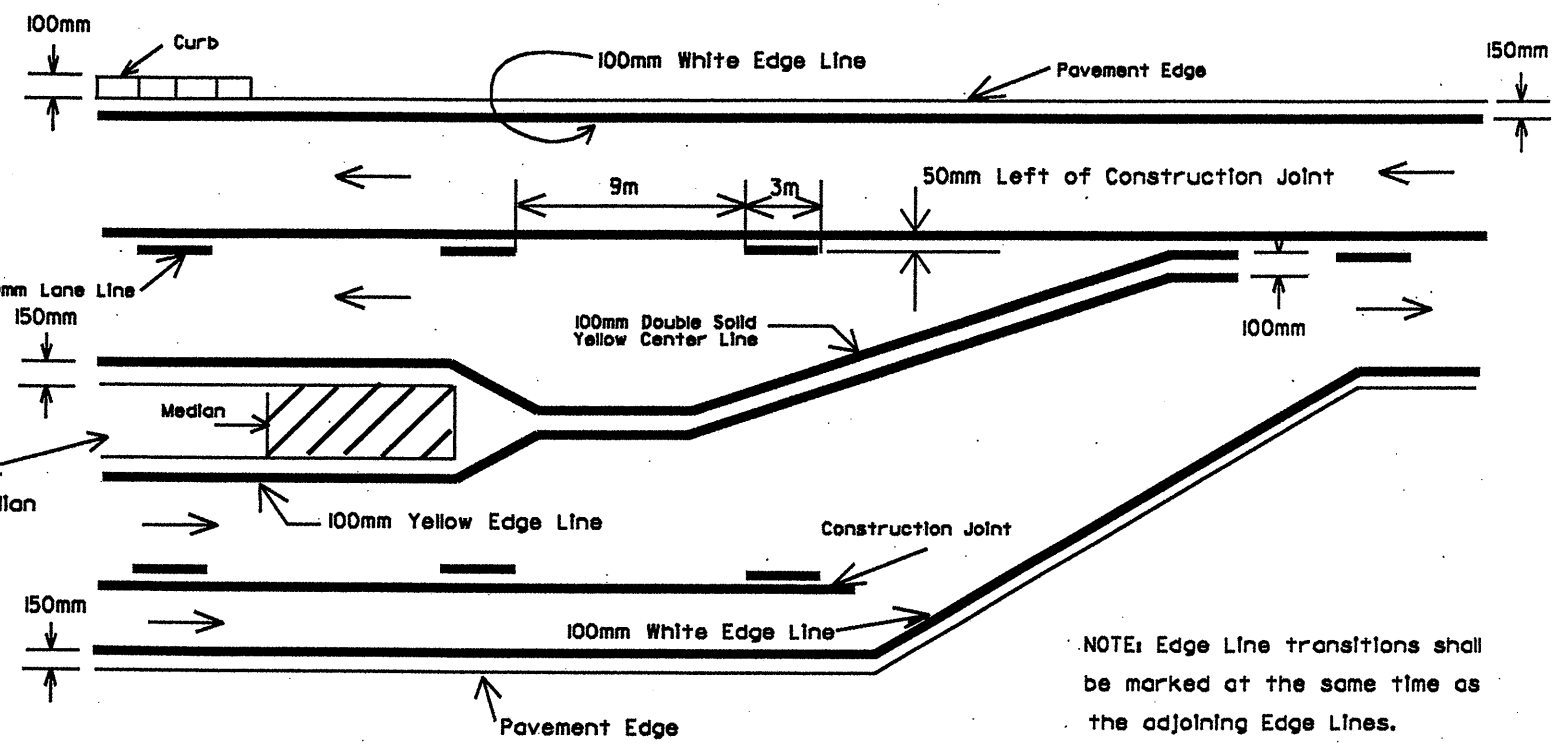 100mm
Curb
100mm White Edge Line
Pavement Edge
150mm
9m
3m
50mm Left of Construction Joint
mm Lane Line
150mm
100mm Double Solid
Yellow Center Line
100mm
Median
100mm Yellow Edge Line
Construction Joint
150mm
100mm White Edge Line
NOTE: Edge Line transitions shall
be marked at the same time as
the adjoining Edge Lines.
Pavement Edge